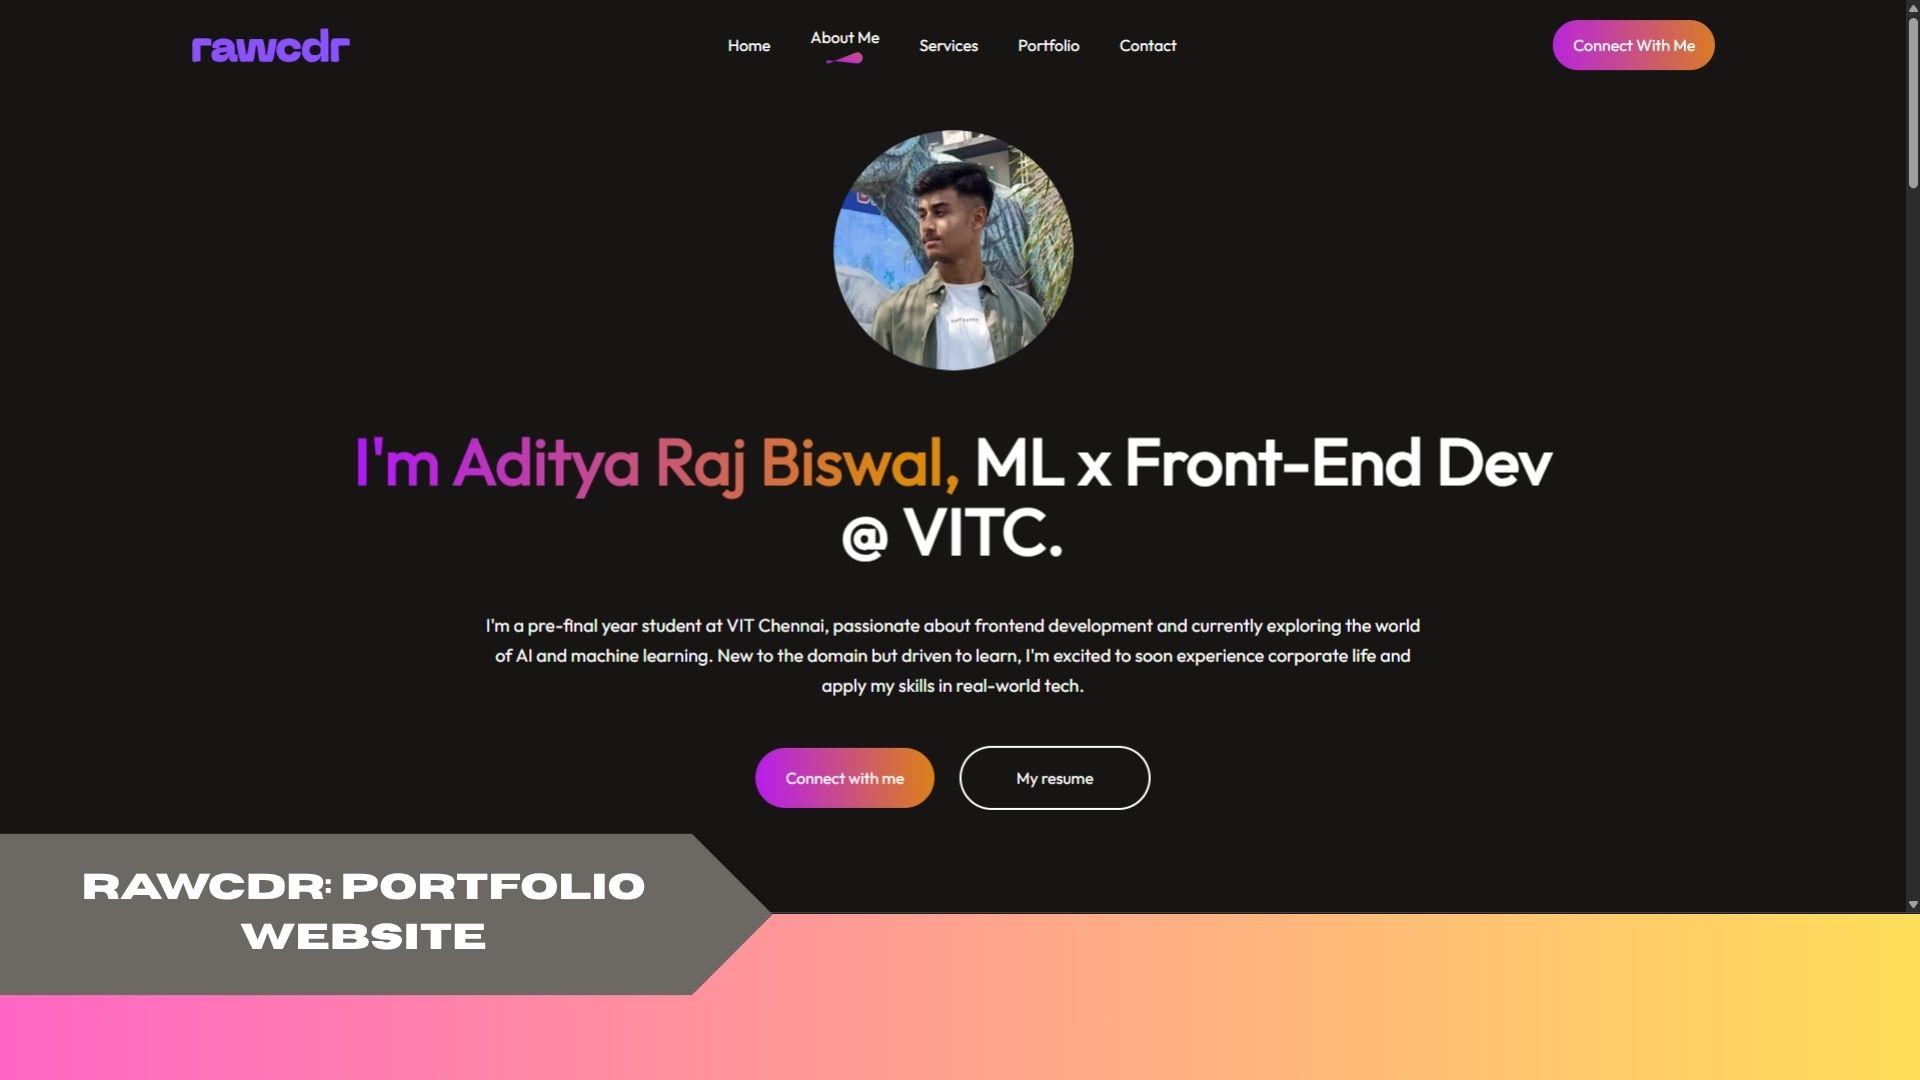 rawcdr
Home
About Me
Services
Portfolio
Contact
Connect With Me
I'm Aditya Raj Biswal, ML x Front-End Dev
@ VITC.
I'm a pre-final year student at VIT Chennai, passionate about frontend development and currently exploring the world
of AI and machine learning. New to the domain but driven to learn, I'm excited to soon experience corporate life and
apply my skills in real-world tech.
Connect with me
My resume
RAWCDR: PORTFOLIO
WEBSITE